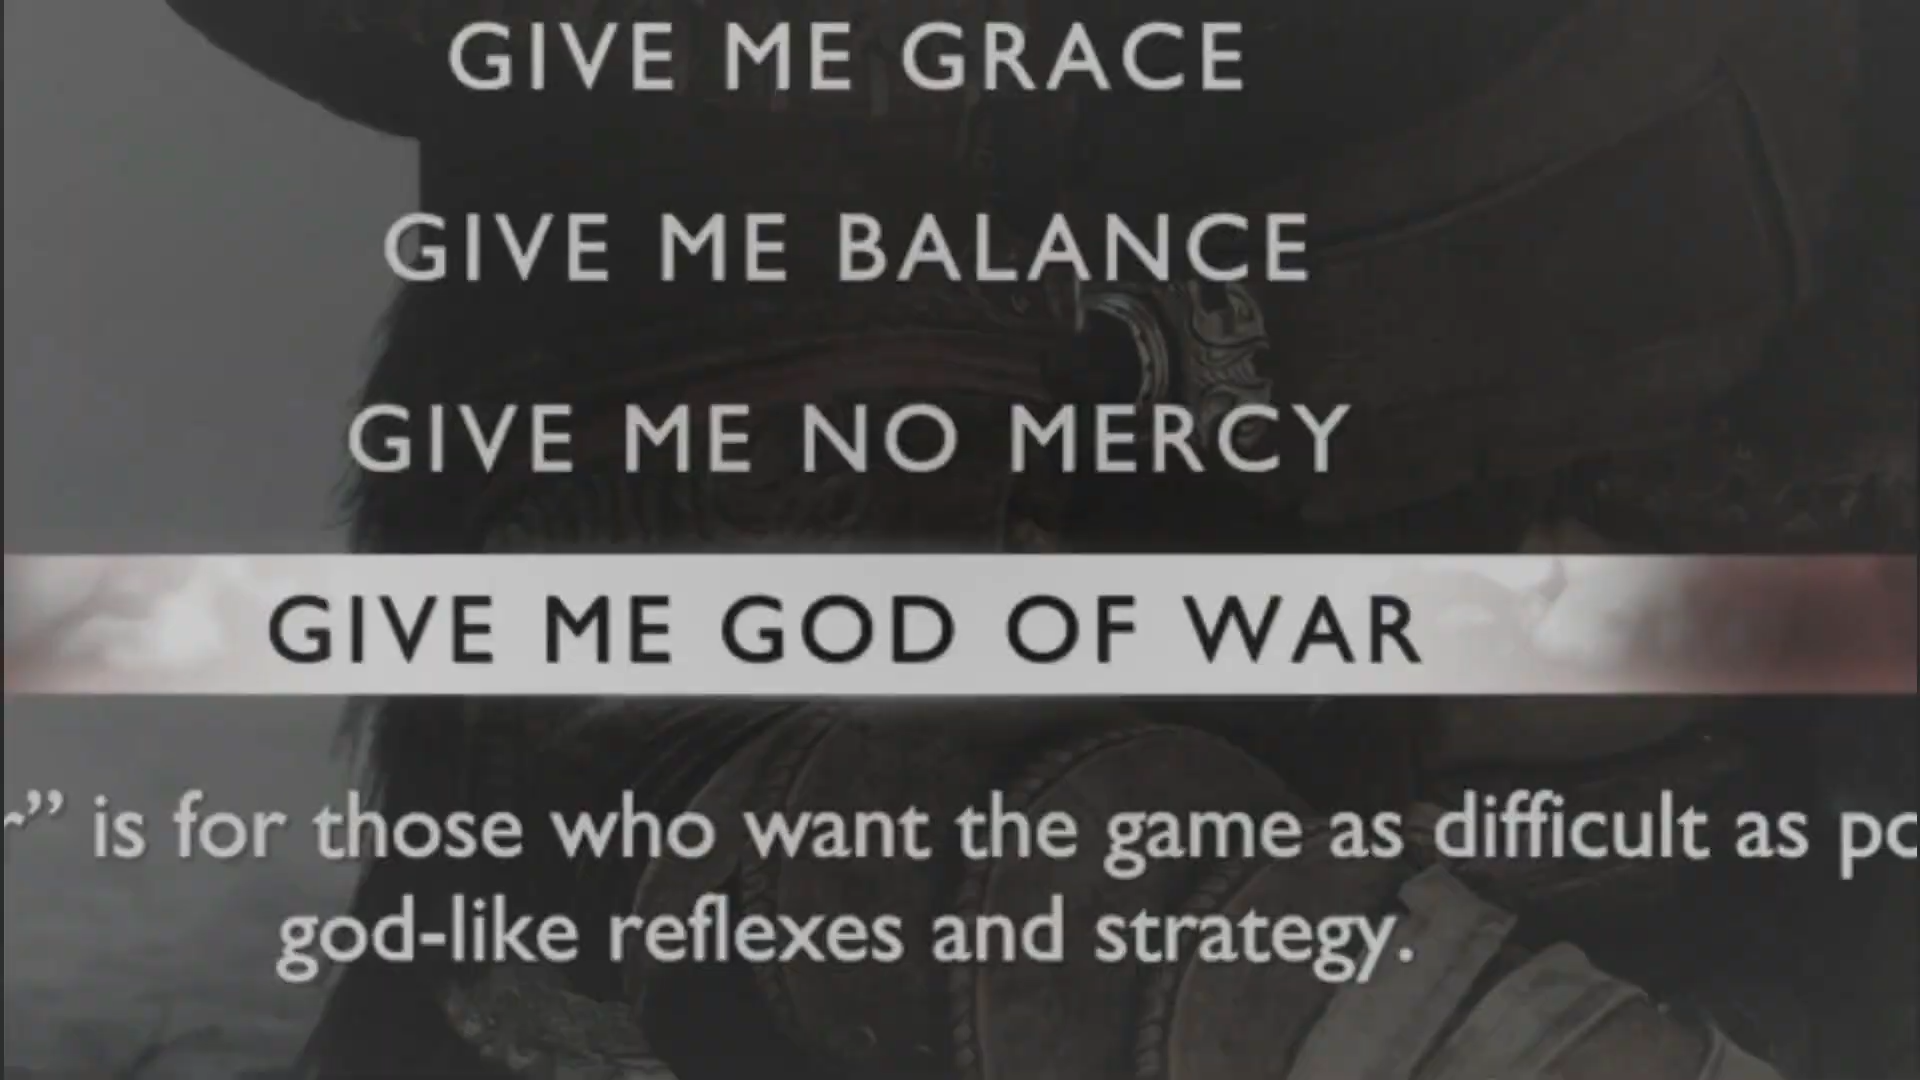 GIVE ME GRACE
GIVE ME BALANCE
GIVE ME NO MERCY
GIVE ME GOD OF WAR
is for those who want the game as difficult as
god-like reflexes and strategy.